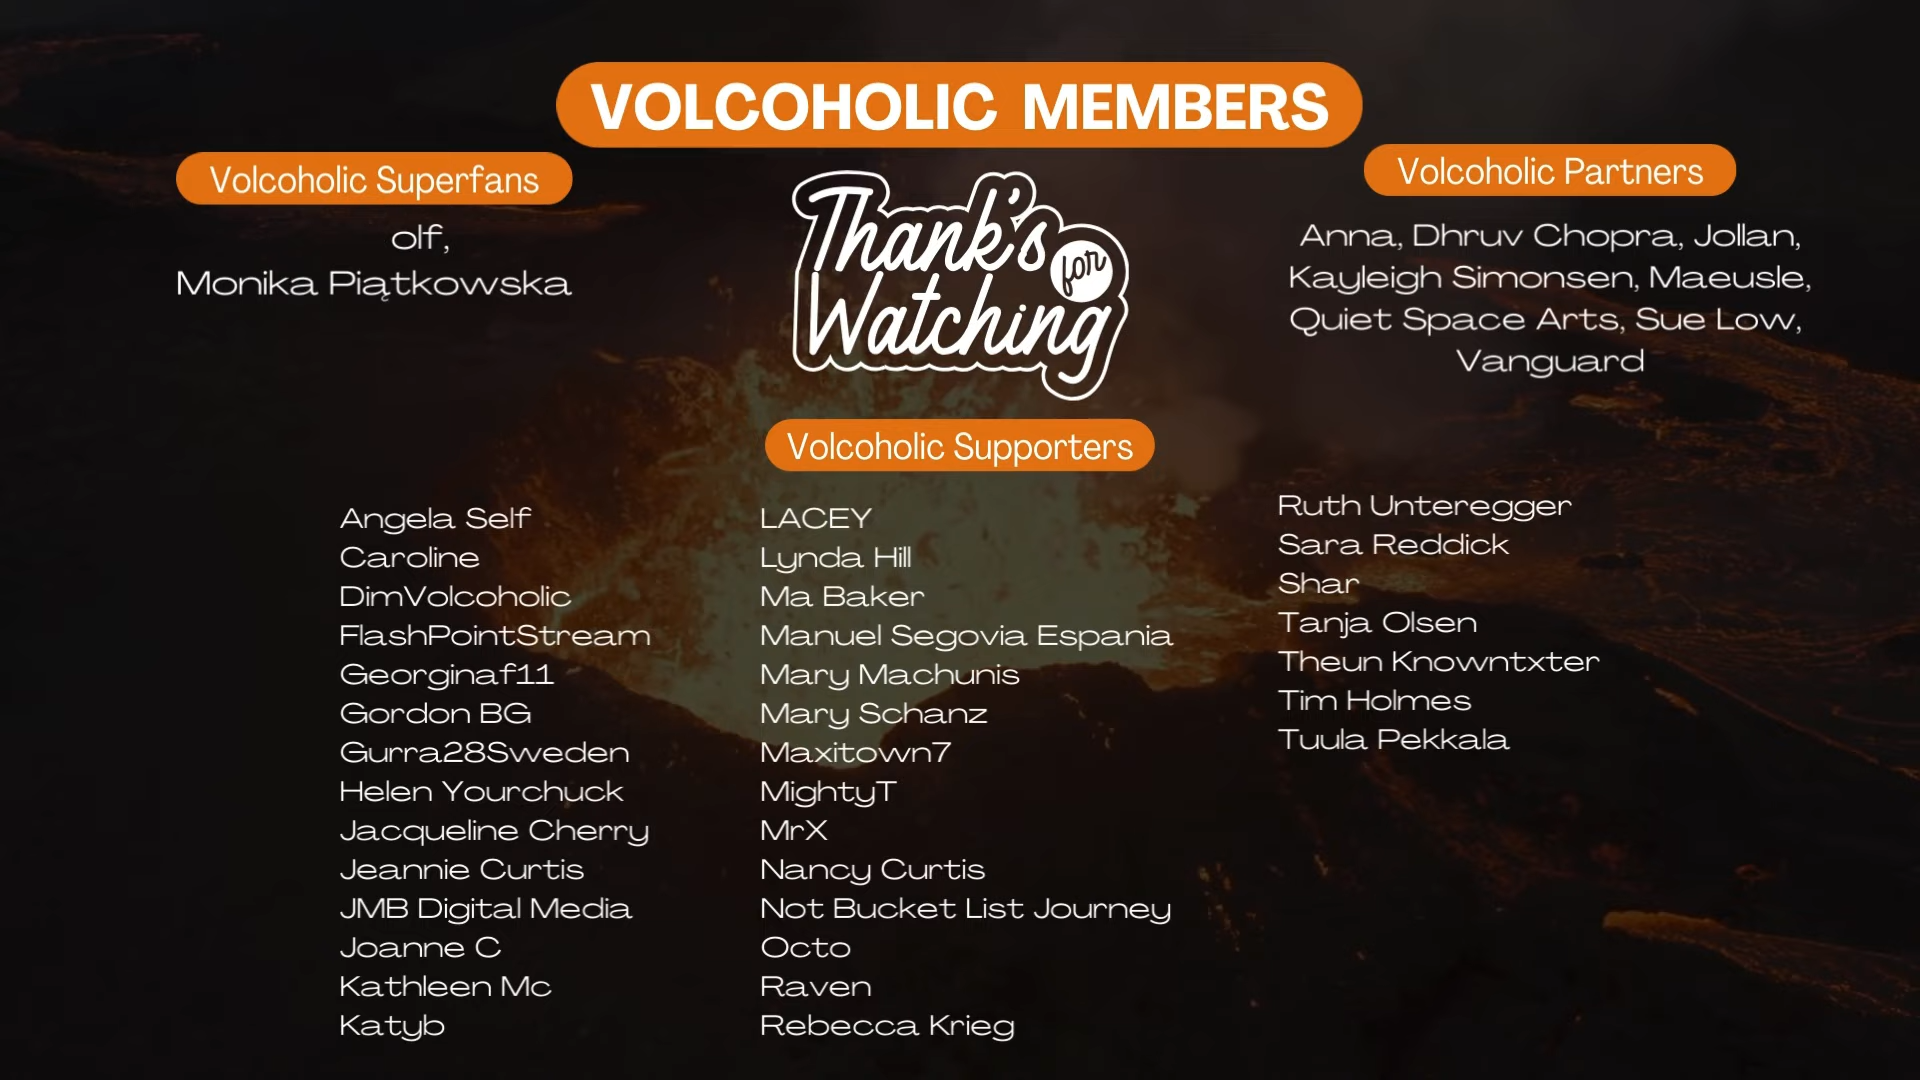 VOLCOHOLIC MEMBERS
Volcoholic Superfans
olf,
Monika Piątkowska
Thank's
for
Watching
Volcoholic Partners
Anna, Dhruv Chopra, Jollan,
Kayleigh Simonsen, Maeusle,
Quiet Space Arts, Sue Low,
Vanguard
Volcoholic Supporters
Angela Self
Caroline
DimVolcoholic
FlashPointStream
Georginaf11
Gordon BG
Gurra28Sweden
Helen Yourchuck
Jacqueline Cherry
Jeannie Curtis
JMB Digital Media
Joanne C
Kathleen Mc
Katyb
LACEY
Lynda Hill
Ma Baker
Manuel Segovia Espania
Mary Machunis
Mary Schanz
Maxitown7
MightyT
MrX
Nancy Curtis
Not Bucket List Journey
Octo
Raven
Rebecca Krieg
Ruth Unteregger
Sara Reddick
Shar
Tanja Olsen
Theun Knowntxter
Tim Holmes
Tuula Pekkala